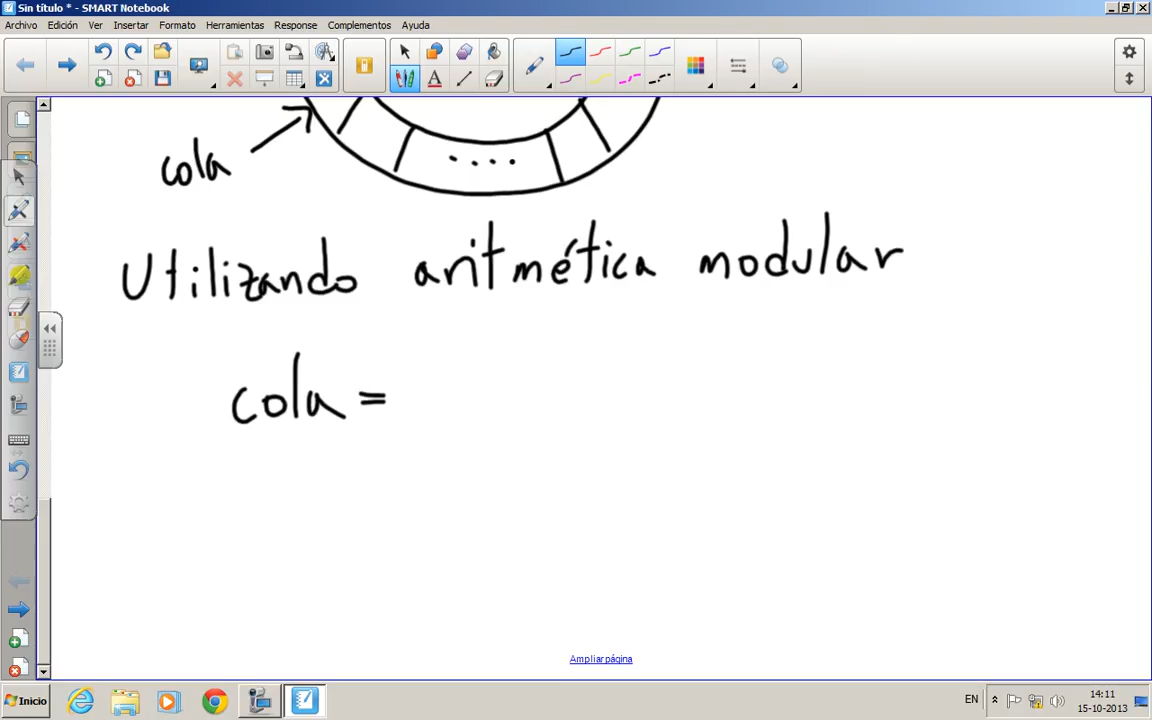 Sin título * - SMART Notebook
Archivo Edición Ver Insertar Formato Herramientas Response Complementos Ayuda
cola
Utilizando aritmética modular
cola =
Ampliar página
Inicio
EN
14:11
15-10-2013